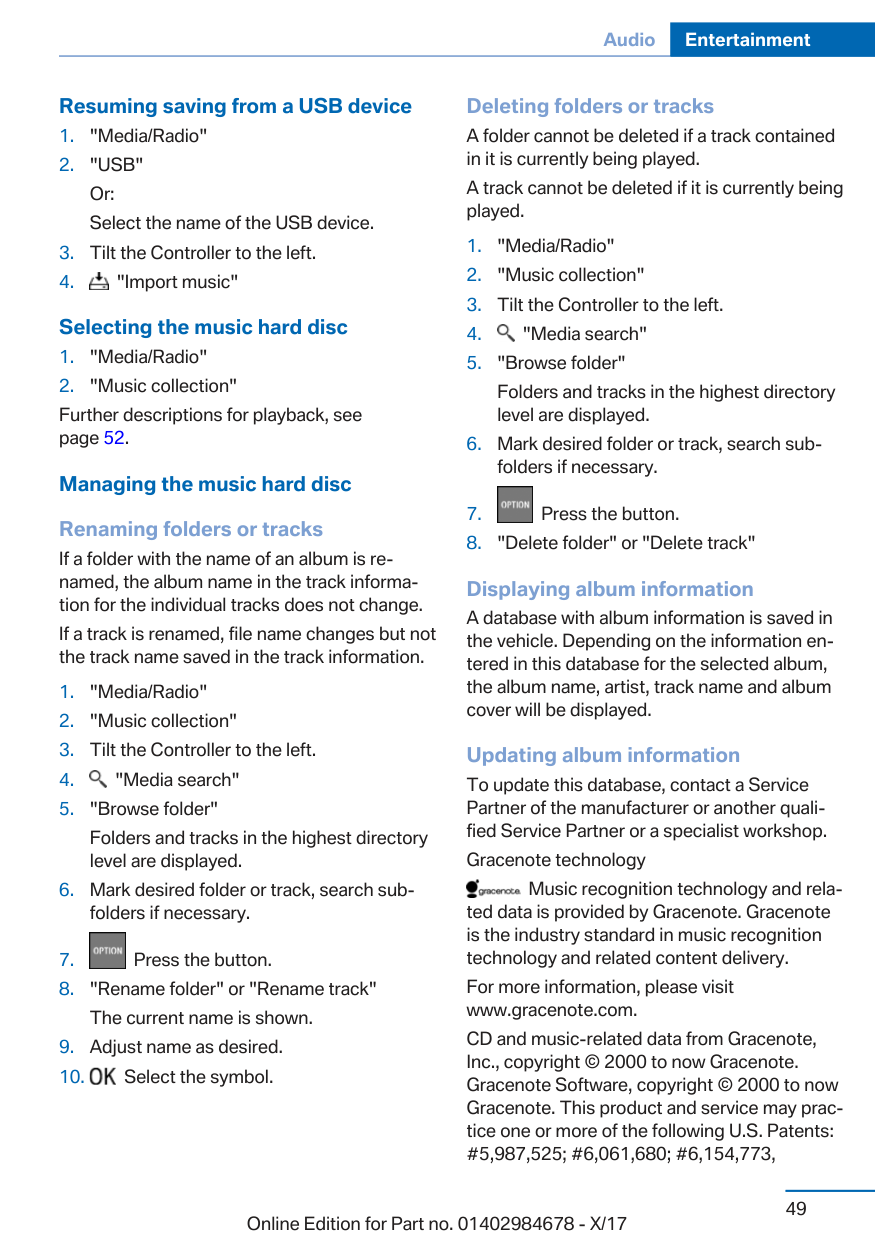 Audio Entertainment
Resuming saving from a USB device
1. "Media/Radio"
2. "USB"
Or:
Select the name of the USB device.
3. Tilt the Controller to the left.
4. "Import music"
Selecting the music hard disc
1. "Media/Radio"
2. "Music collection"
Further descriptions for playback, see
page 52.
Managing the music hard disc
Renaming folders or tracks
If a folder with the name of an album is re-
named, the album name in the track informa-
tion for the individual tracks does not change.
If a track is renamed, file name changes but not
the track name saved in the track information.
1. "Media/Radio"
2. "Music collection"
3. Tilt the Controller to the left.
4. "Media search"
5. "Browse folder"
Folders and tracks in the highest directory
level are displayed.
6. Mark desired folder or track, search sub-
folders if necessary.
7. OPTION Press the button.
8. "Rename folder" or "Rename track"
The current name is shown.
9. Adjust name as desired.
10. OK Select the symbol.
Deleting folders or tracks
A folder cannot be deleted if a track contained
in it is currently being played.
A track cannot be deleted if it is currently being
played.
1. "Media/Radio"
2. "Music collection"
3. Tilt the Controller to the left.
4. "Media search"
5. "Browse folder"
Folders and tracks in the highest directory
level are displayed.
6. Mark desired folder or track, search sub-
folders if necessary.
7. OPTION Press the button.
8. "Delete folder" or "Delete track"
Displaying album information
A database with album information is saved in
the vehicle. Depending on the information en-
tered in this database for the selected album,
the album name, artist, track name and album
cover will be displayed.
Updating album information
To update this database, contact a Service
Partner of the manufacturer or another quali-
fied Service Partner or a specialist workshop.
Gracenote technology
gracenote. Music recognition technology and rela-
ted data is provided by Gracenote. Gracenote
is the industry standard in music recognition
technology and related content delivery.
For more information, please visit
www.gracenote.com.
CD and music-related data from Gracenote,
Inc., copyright © 2000 to now Gracenote.
Gracenote Software, copyright © 2000 to now
Gracenote. This product and service may prac-
tice one or more of the following U.S. Patents:
#5,987,525; #6,061,680; #6,154,773,
49
Online Edition for Part no. 01402984678 - X/17